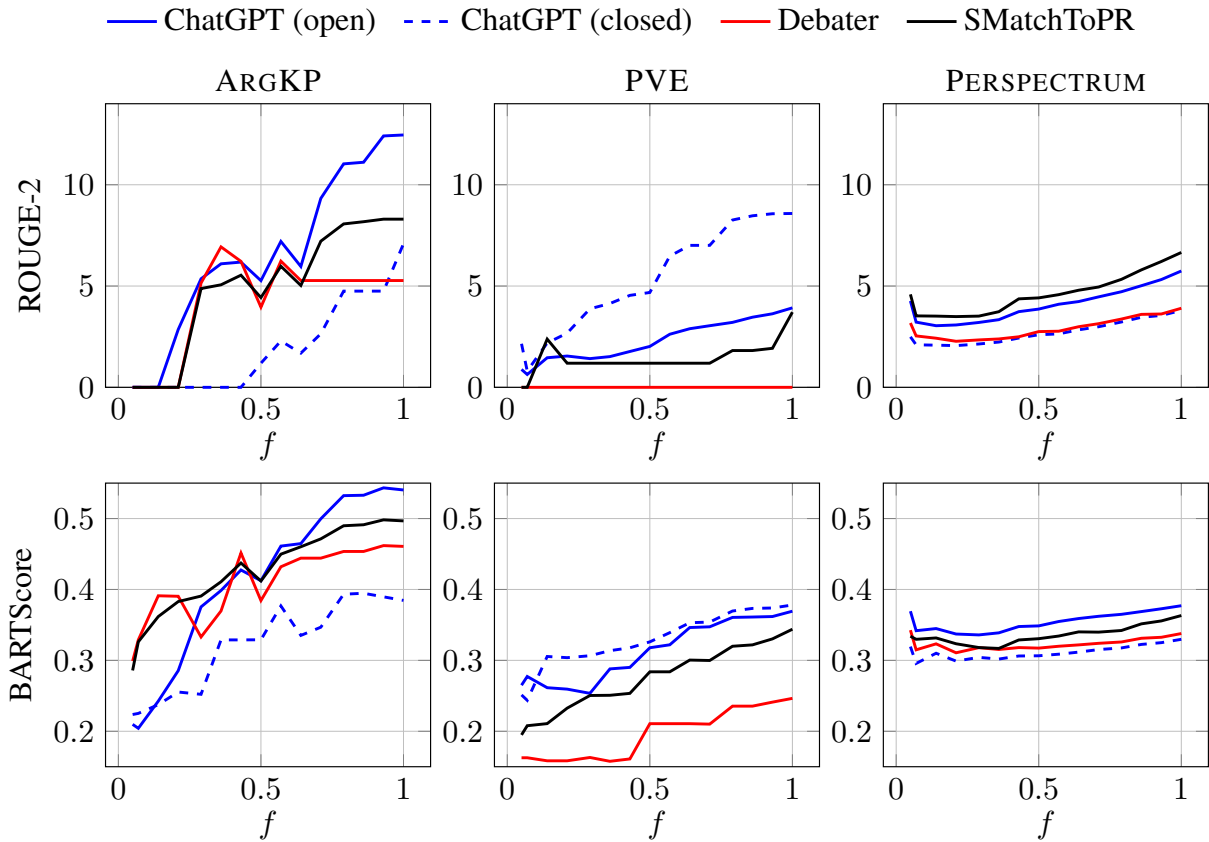 ChatGPT (open) ChatGPT (closed) Debater SMatchToPR
ARGKP PVE PERSPECTRUM
ROUGE-2
10 10 10
5 5 5
0 0 0
0 0.5 1 0 0.5 1 0 0.5 1
f f f
BARTScore
0.5 0.5 0.5
0.4 0.4 0.4
0.3 0.3 0.3
0.2 0.2 0.2
0 0.5 1 0 0.5 1 0 0.5 1
f f f